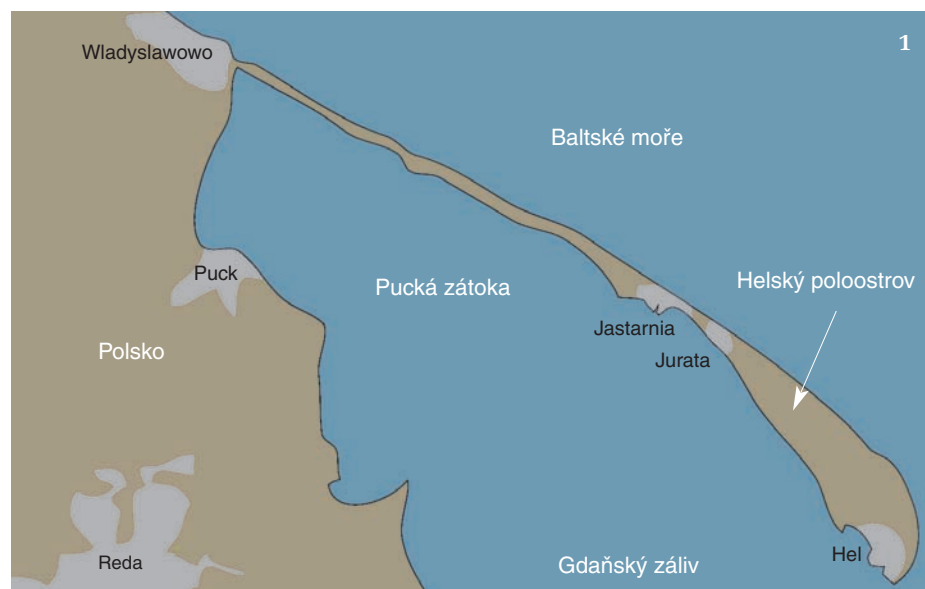 1
Wladyslawowo
Baltské moře
Puck
Pucká zátoka
Helský poloostrov
Jastarnia
Polsko
Jurata
Reda
Hel
Gdaňský záliv